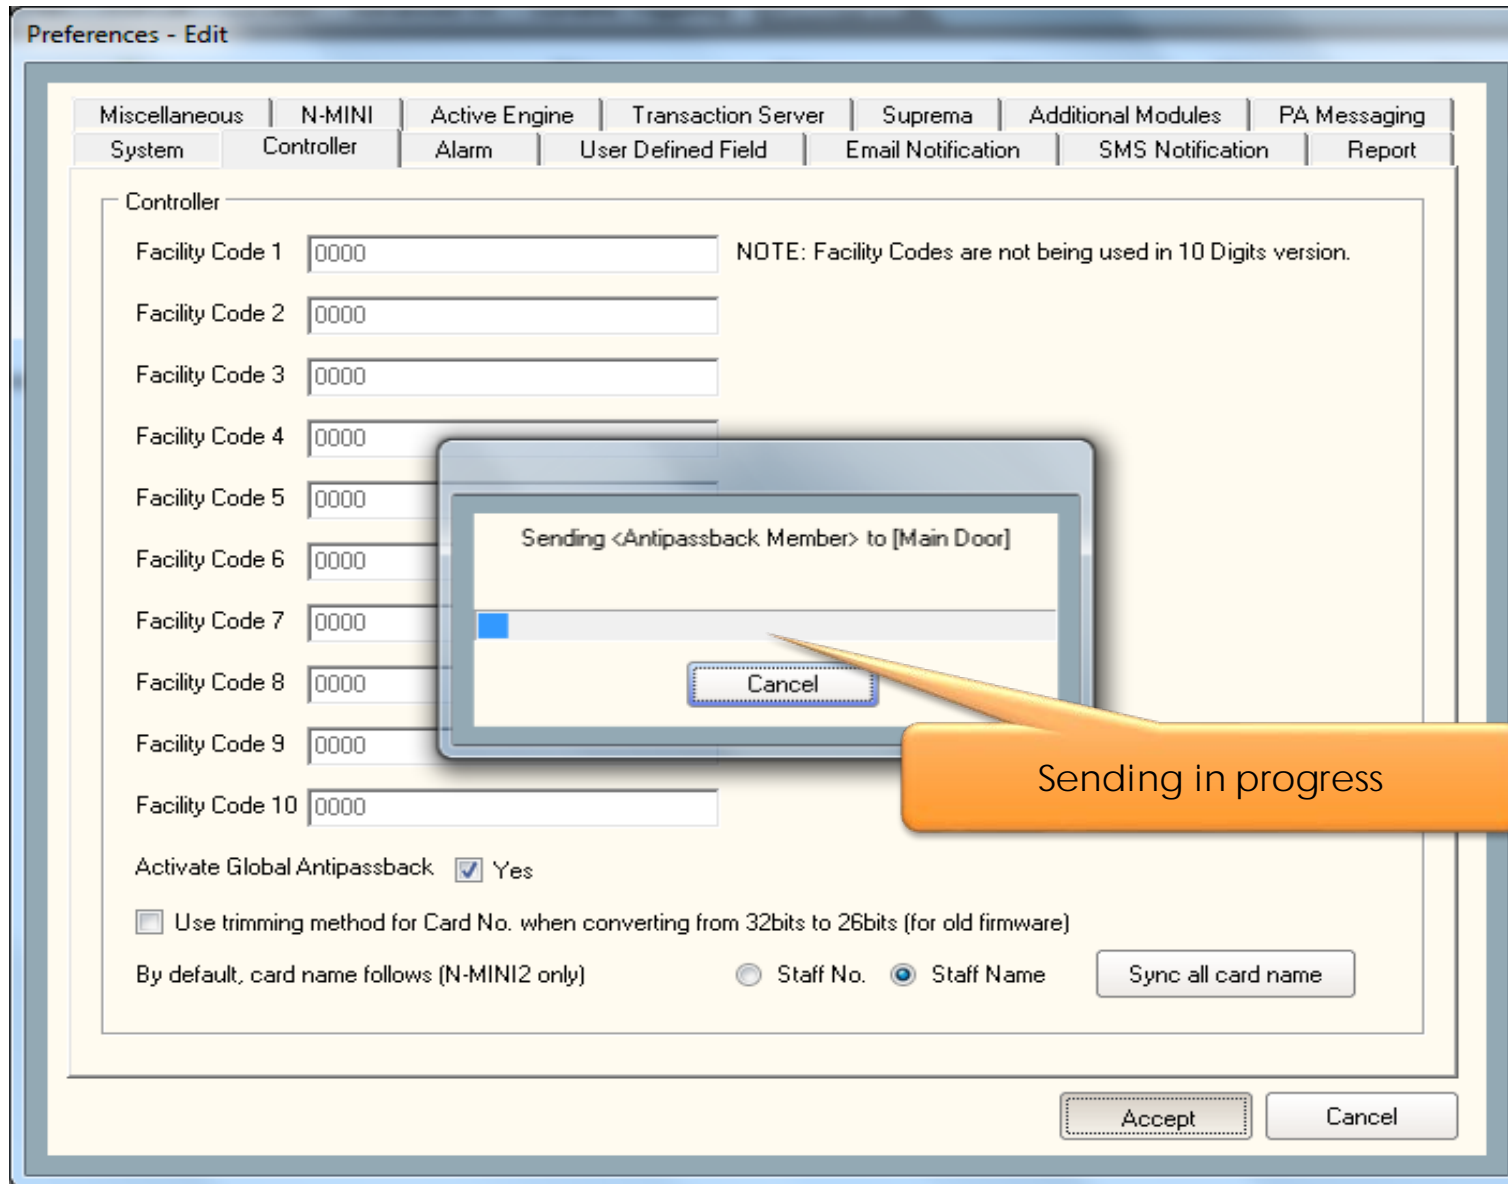 Preferences - Edit
Miscellaneous N-MINI Active Engine Transaction Server Suprema Additional Modules PA Messaging
System Controller Alarm User Defined Field Email Notification SMS Notification Report
Controller
Facility Code 1 0000 NOTE: Facility Codes are not being used in 10 Digits version.
Facility Code 2 0000
Facility Code 3 0000
Facility Code 4 0000
Facility Code 5 0000
Sending <Antipassback Member> to [Main Door]
Facility Code 6 0000
Facility Code 7 0000
Facility Code 8 0000
Cancel
Facility Code 9 0000
Sending in progress
Facility Code 10 0000
Activate Global Antipassback Yes
Use trimming method for Card No. when converting from 32bits to 26bits (for old firmware)
By default, card name follows (N-MINI2 only) Staff No. Staff Name Sync all card name
Accept Cancel